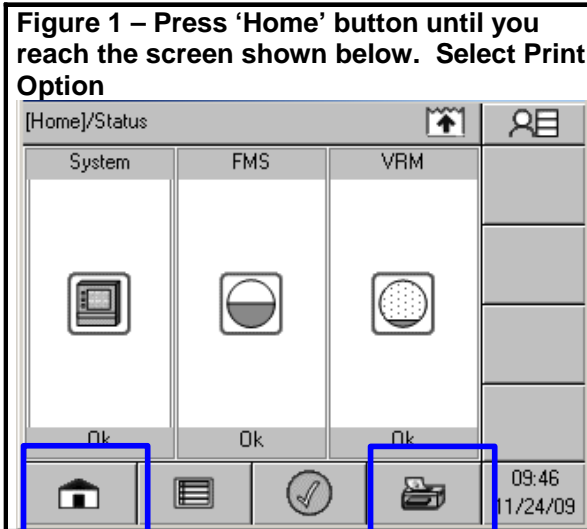 Figure 1 – Press ‘Home’ button until you
reach the screen shown below.  Select Print
Option
[Home]/Status
System FMS VRM
Ok Ok Ok
09:46
11/24/09